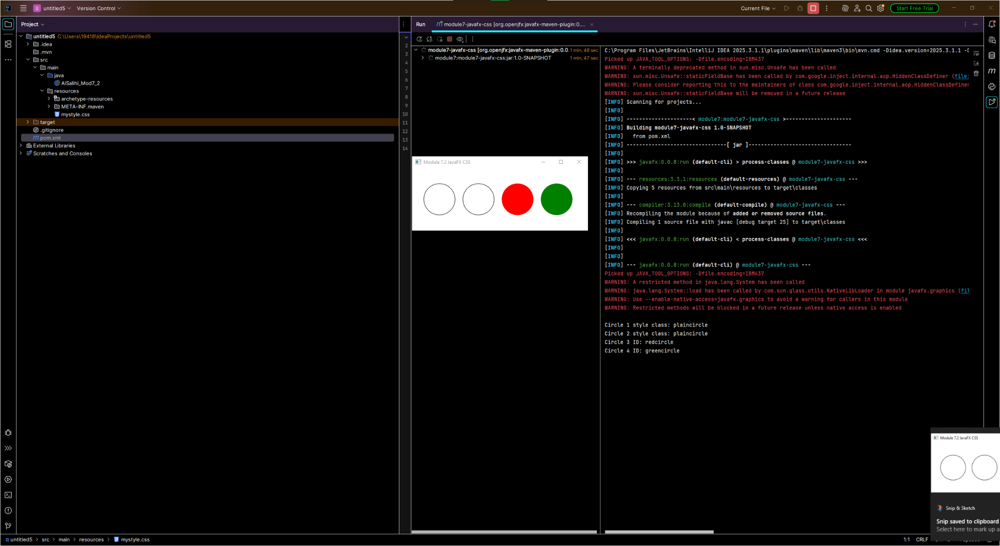 U untitled5 Version Control
Current File
Start Free Trial
Project
untitled5 C:\Users\19418\IdeaProjects\untitled5
.idea
.mvn
src
main
java
AlSalihi_Mod7_2
resources
archetype-resources
META-INF.maven
mystyle.css
target
.gitignore
pom.xml
External Libraries
Scratches and Consoles
2
3
4
5
6
7
8
9
10
11
12
13
14
Run module7-javafx-css [org.openjfx:javafx-maven-plugin:0....
module7-javafx-css [org.openjfx:javafx-maven-plugin:0.0. 1 min, 48 sec
module7:module7-javafx-css:jar:1.0-SNAPSHOT 1 min, 47 sec
Module 7.2 JavaFX CSS
C:\Program Files\JetBrains\IntelliJ IDEA 2025.3.1.1\plugins\maven\lib\maven3\bin\mvn.cmd -Didea.version=2025.3.1.1 -D
Picked up JAVA_TOOL_OPTIONS: -Dfile.encoding=IBM437
WARNING: A terminally deprecated method in sun.misc.Unsafe has been called
WARNING: sun.misc.Unsafe::staticFieldBase has been called by com.google.inject.internal.aop.HiddenClassDefiner (file:
WARNING: Please consider reporting this to the maintainers of class com.google.inject.internal.aop.HiddenClassDefiner
WARNING: sun.misc.Unsafe::staticFieldBase will be removed in a future release
[INFO] Scanning for projects...
[INFO]
[INFO] ---------------------< module7:module7-javafx-css >---------------------
[INFO] Building module7-javafx-css 1.0-SNAPSHOT
[INFO]   from pom.xml
[INFO] --------------------------------[ jar ]---------------------------------
[INFO]
[INFO] >>> javafx:0.0.8:run (default-cli) > process-classes @ module7-javafx-css >>>
[INFO]
[INFO] --- resources:3.3.1:resources (default-resources) @ module7-javafx-css ---
[INFO] Copying 5 resources from src\main\resources to target\classes
[INFO]
[INFO] --- compiler:3.13.0:compile (default-compile) @ module7-javafx-css ---
[INFO] Recompiling the module because of added or removed source files.
[INFO] Compiling 1 source file with javac [debug target 25] to target\classes
[INFO]
[INFO] <<< javafx:0.0.8:run (default-cli) < process-classes @ module7-javafx-css <<<
[INFO]
[INFO]
[INFO] --- javafx:0.0.8:run (default-cli) @ module7-javafx-css ---
Picked up JAVA_TOOL_OPTIONS: -Dfile.encoding=IBM437
WARNING: A restricted method in java.lang.System has been called
WARNING: java.lang.System::load has been called by com.sun.glass.utils.NativeLibLoader in module javafx.graphics (fil
WARNING: Use --enable-native-access=javafx.graphics to avoid a warning for callers in this module
WARNING: Restricted methods will be blocked in a future release unless native access is enabled
Circle 1 style class: plaincircle
Circle 2 style class: plaincircle
Circle 3 ID: redcircle
Circle 4 ID: greencircle
Module 7.2 JavaFX CSS
Snip & Sketch
Snip saved to clipboard
Select here to mark up a
untitled5 > src > main > resources > mystyle.css
1:1 CRLF